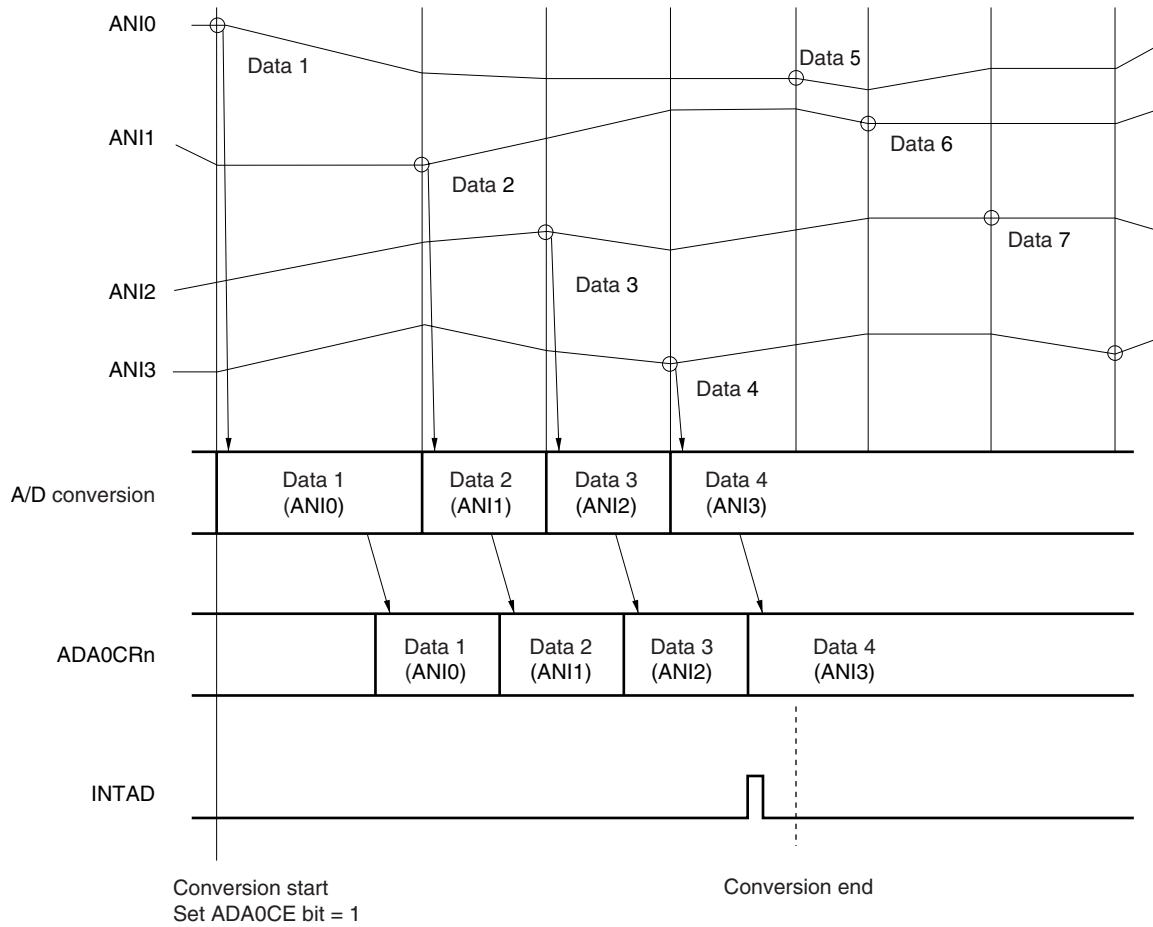 ANI0
Data 1
Data 5
ANI1
Data 6
Data 2
Data 7
Data 3
ANI2
ANI3
Data 4
A/D conversion
Data 1
(ANI0)
Data 2
(ANI1)
Data 3
(ANI2)
Data 4
(ANI3)
ADA0CRn
Data 1
(ANI0)
Data 2
(ANI1)
Data 3
(ANI2)
Data 4
(ANI3)
INTAD
Conversion start
Set ADA0CE bit = 1
Conversion end